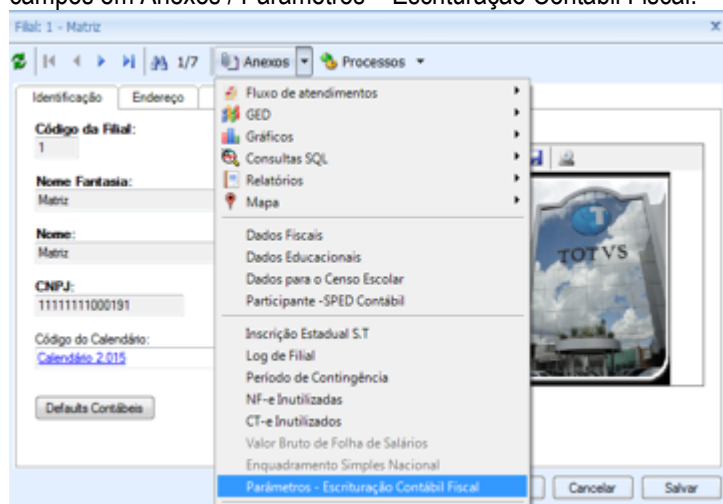 campos em Anexos / Parâmetros – Escrituração Contábil Fiscal.
Filial: 1 - Matriz x
1/7 Anexos Processos
Identificação Endereço
Código da Filial:
1
Nome Fantasia:
Matriz
Nome:
Matriz
CNPJ:
11111111000191
Código do Calendário:
Calendário 2.015
Defaults Contábeis
Fluxo de atendimentos
GED
Gráficos
Consultas SQL
Relatórios
Mapa
Dados Fiscais
Dados Educacionais
Dados para o Censo Escolar
Participante -SPED Contábil
Inscrição Estadual S.T
Log de Filial
Período de Contingência
NF-e Inutilizadas
CT-e Inutilizados
Valor Bruto de Folha de Salários
Enquadramento Simples Nacional
Parâmetros - Escrituração Contábil Fiscal
TOTVS
Cancelar Salvar